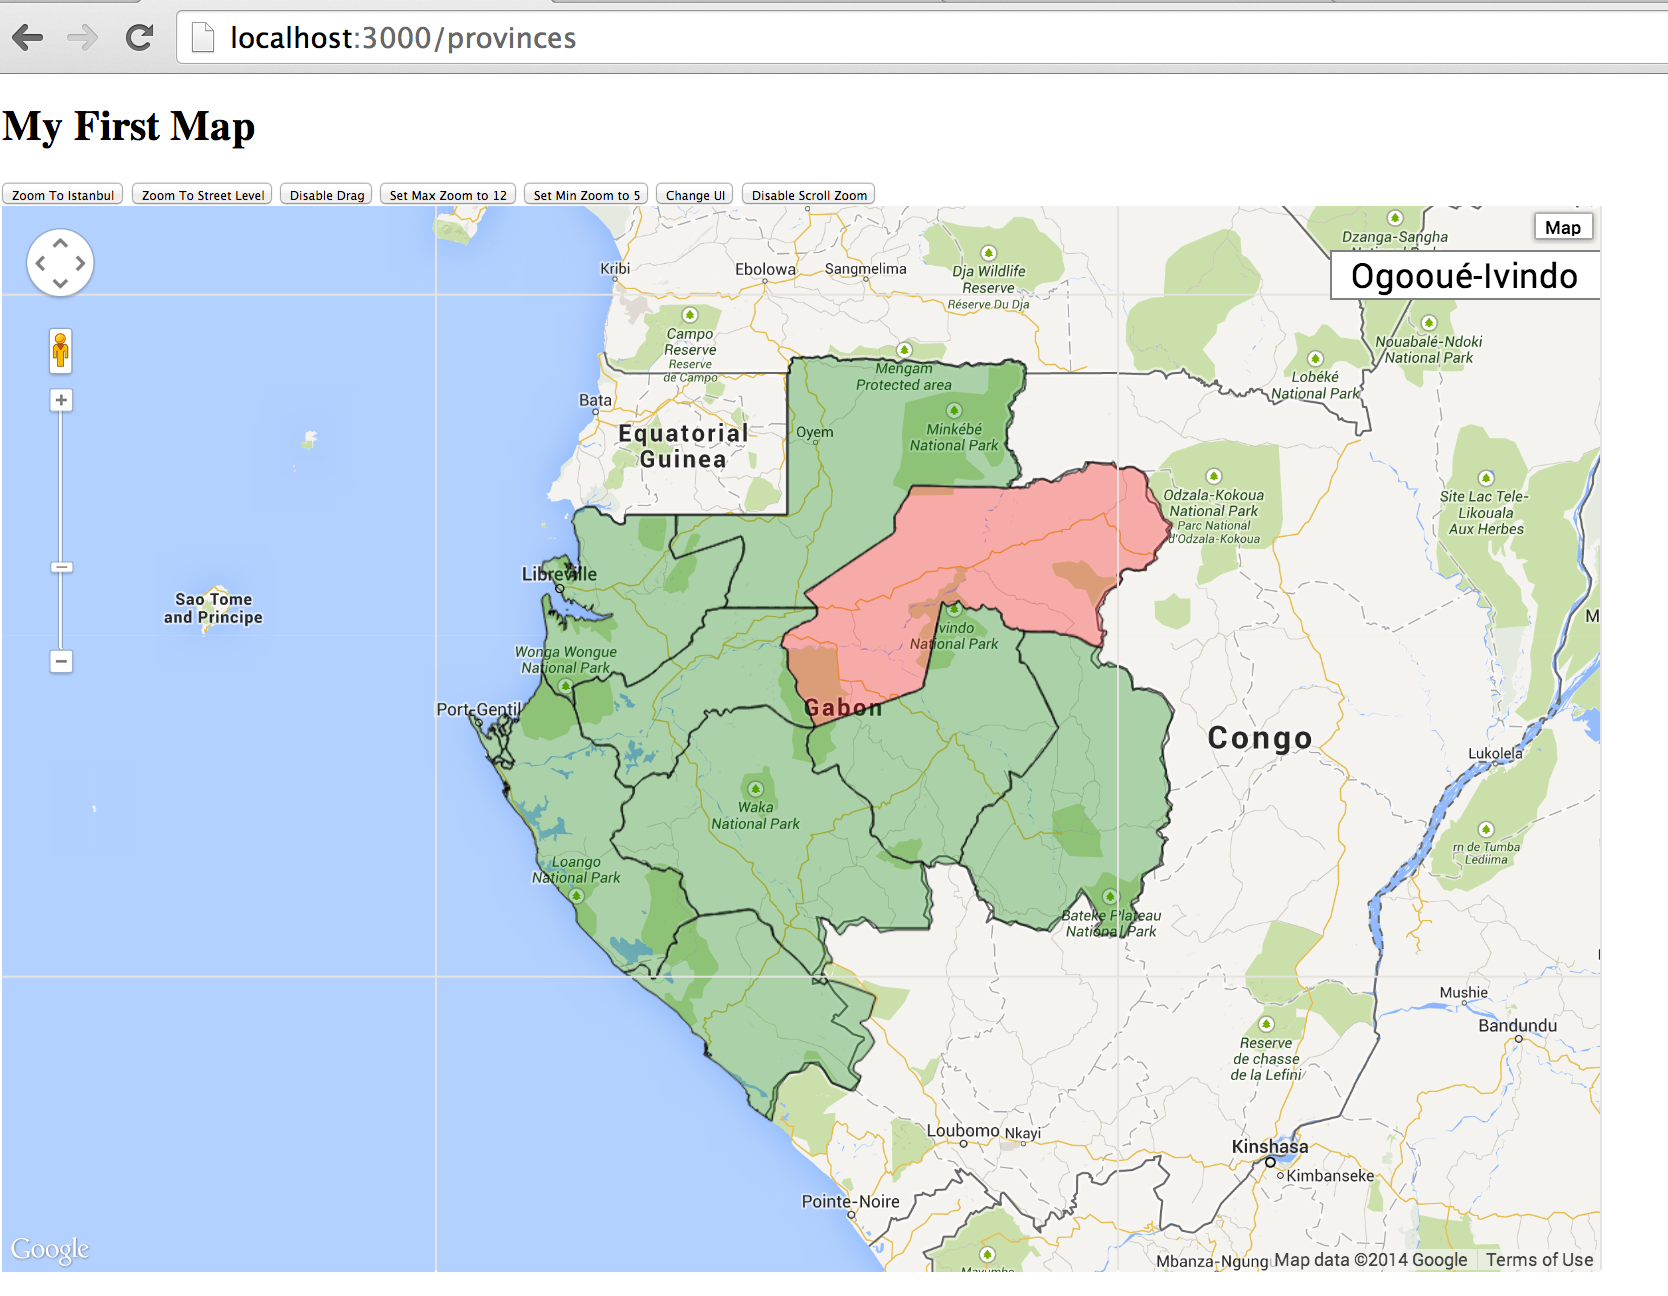 localhost:3000/provinces
My First Map
Zoom To Istanbul
Zoom To Street Level
Disable Drag
Set Max Zoom to 12
Set Min Zoom to 5
Change UI
Disable Scroll Zoom
Map
Ogooué-Ivindo
Dzanga-Sangha
Kribi
Ebolowa
Sangmelima
Dja Wildlife
Reserve
Réserve Du Dja
Campo
Reserve
Reserve
de Campo
Nouabalé-Ndoki
National Park
Lobéké
National Park
Mengam
Protected area
Bata
Equatorial
Guinea
Oyem
Minkébé
National Park
Odzala-Kokoua
National Park
Parc National
d'Odzala-Kokoua
Site Lac Tele-
Likouala
Aux Herbes
Libreville
Sao Tome
and Principe
Ivindo
National Park
M
Wonga Wongue
National Park
Port-Gentil
Gabon
Congo
Lukolela
Waka
National Park
rn de Tumba
Lediima
Loango
National Park
Bateke Plateau
National Park
Mushie
Bandundu
Reserve
de chasse
de la Lefini
Loubomo
Nkayi
Kinshasa
Kimbanseke
Pointe-Noire
Google
Mbanza-Ngung
Map data ©2014 Google
Terms of Use